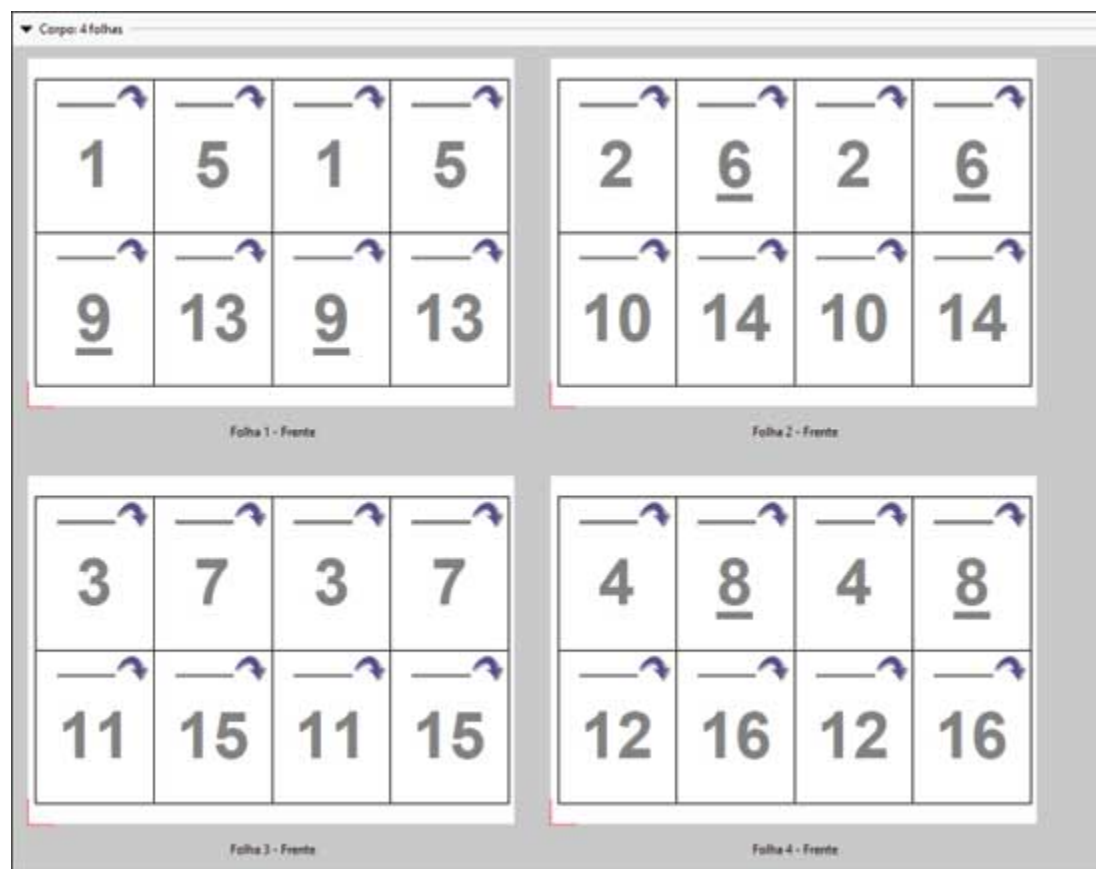 Corpo: 4 folhas
1 5 1 5
9 13 9 13
Folha 1 - Frente
2 6 2 6
10 14 10 14
Folha 2 - Frente
3 7 3 7
11 15 11 15
Folha 3 - Frente
4 8 4 8
12 16 12 16
Folha 4 - Frente